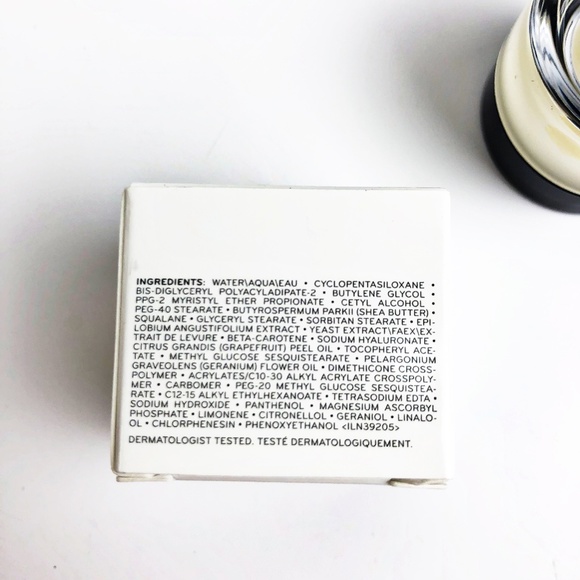 INGREDIENTS: WATER\AQUA\EAU • CYCLOPENTASILOXANE •
BIS-DIGLYCERYL POLYACYLADIPATE-2 • BUTYLENE GLYCOL •
PPG-2 MYRISTYL ETHER PROPIONATE • CETYL ALCOHOL •
PEG-40 STEARATE • BUTYROSPERMUM PARKII (SHEA BUTTER) •
SQUALANE • GLYCERYL STEARATE • SORBITAN STEARATE • EPI-
LOBIUM ANGUSTIFOLIUM EXTRACT • YEAST EXTRACT\FAEX\EX-
TRAIT DE LEVURE • BETA-CAROTENE • SODIUM HYALURONATE •
CITRUS GRANDIS (GRAPEFRUIT) PEEL OIL • TOCOPHERYL ACE-
TATE • METHYL GLUCOSE SESQUISTEARATE • PELARGONIUM
GRAVEOLENS (GERANIUM) FLOWER OIL • DIMETHICONE CROSS-
POLYMER • ACRYLATES/C10-30 ALKYL ACRYLATE CROSSPOLY-
MER • CARBOMER • PEG-20 METHYL GLUCOSE SESQUISTEA-
RATE • C12-15 ALKYL ETHYLHEXANOATE • TETRASODIUM EDTA •
SODIUM HYDROXIDE • PANTHENOL • MAGNESIUM ASCORBYL
PHOSPHATE • LIMONENE • CITRONELLOL • GERANIOL • LINALO-
OL • CHLORPHENESIN • PHENOXYETHANOL <ILN39205>
DERMATOLOGIST TESTED. TESTÉ DERMATOLOGIQUEMENT.